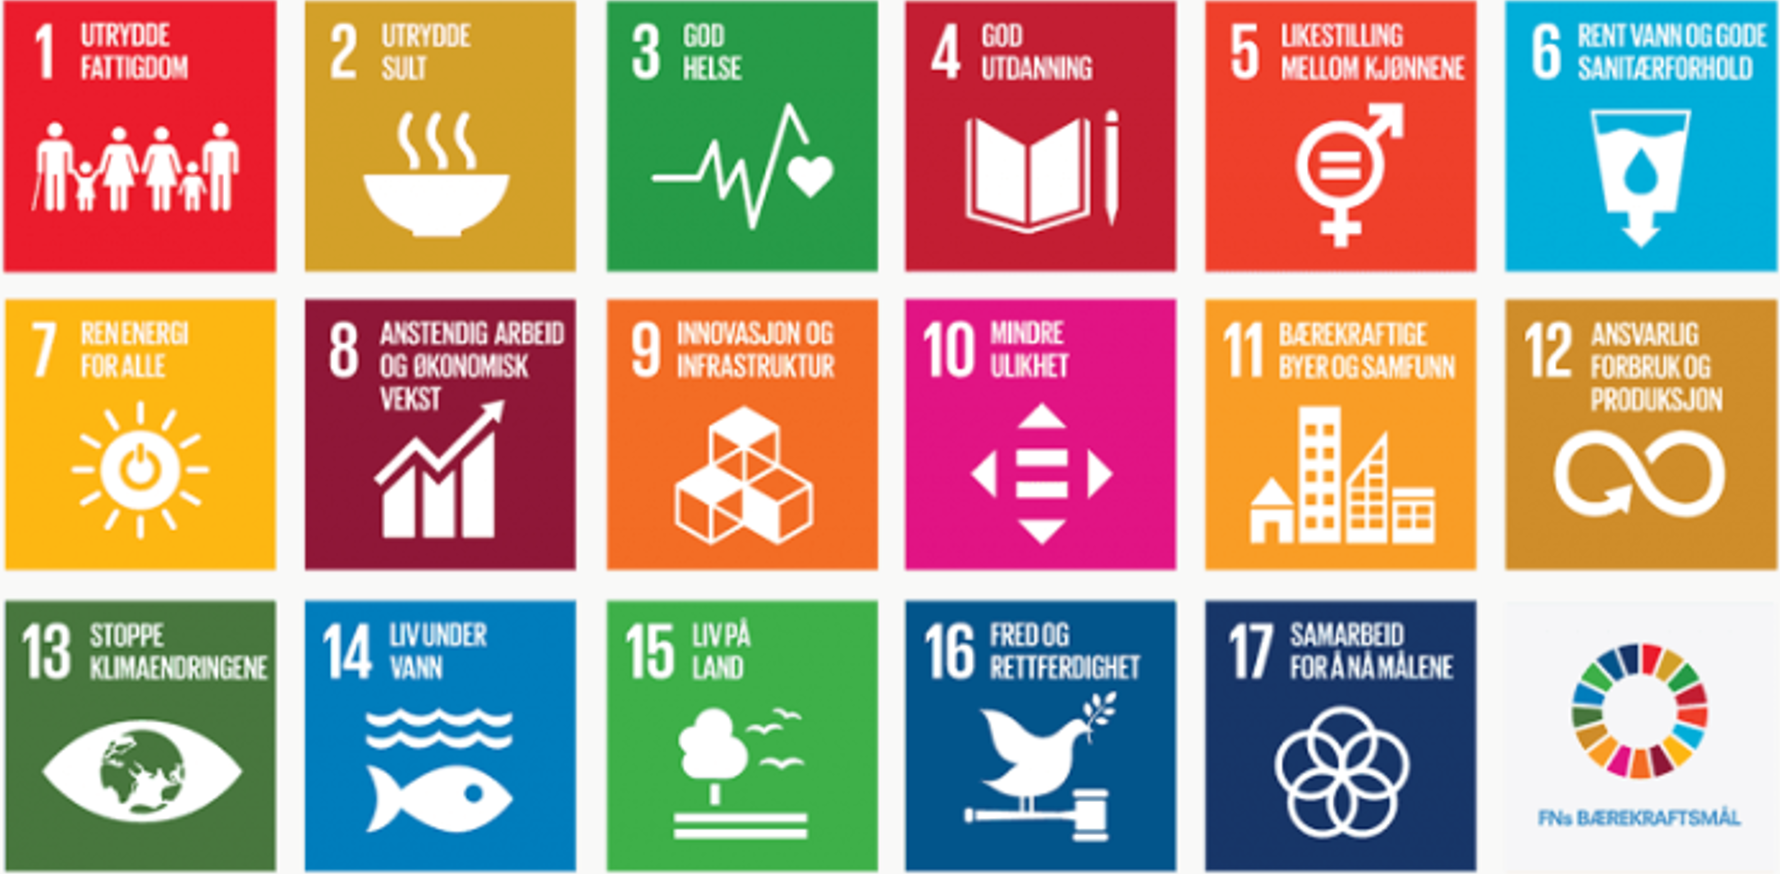 1 UTRYDDE
FATTIGDOM
2 UTRYDDE
SULT
3 GOD
HELSE
4 GOD
UTDANNING
5 LIKESTILLING
MELLOM KJØNNENE
6 RENT VANN OG GODE
SANITÆRFORHOLD
7 REN ENERGI
FOR ALLE
8 ANSTENDIG ARBEID
OG ØKONOMISK
VEKST
9 INNOVASJON OG
INFRASTRUKTUR
10 MINDRE
ULIKHET
11 BÆREKRAFTIGE
BYER OG SAMFUNN
12 ANSVARLIG
FORBRUK OG
PRODUKSJON
13 STOPPE
KLIMAENDRINGENE
14 LIV UNDER
VANN
15 LIV PÅ
LAND
16 FRED OG
RETTFERDIGHET
17 SAMARBEID
FOR Å NÅ MÅLENE
FNs BÆREKRAFTSMÅL